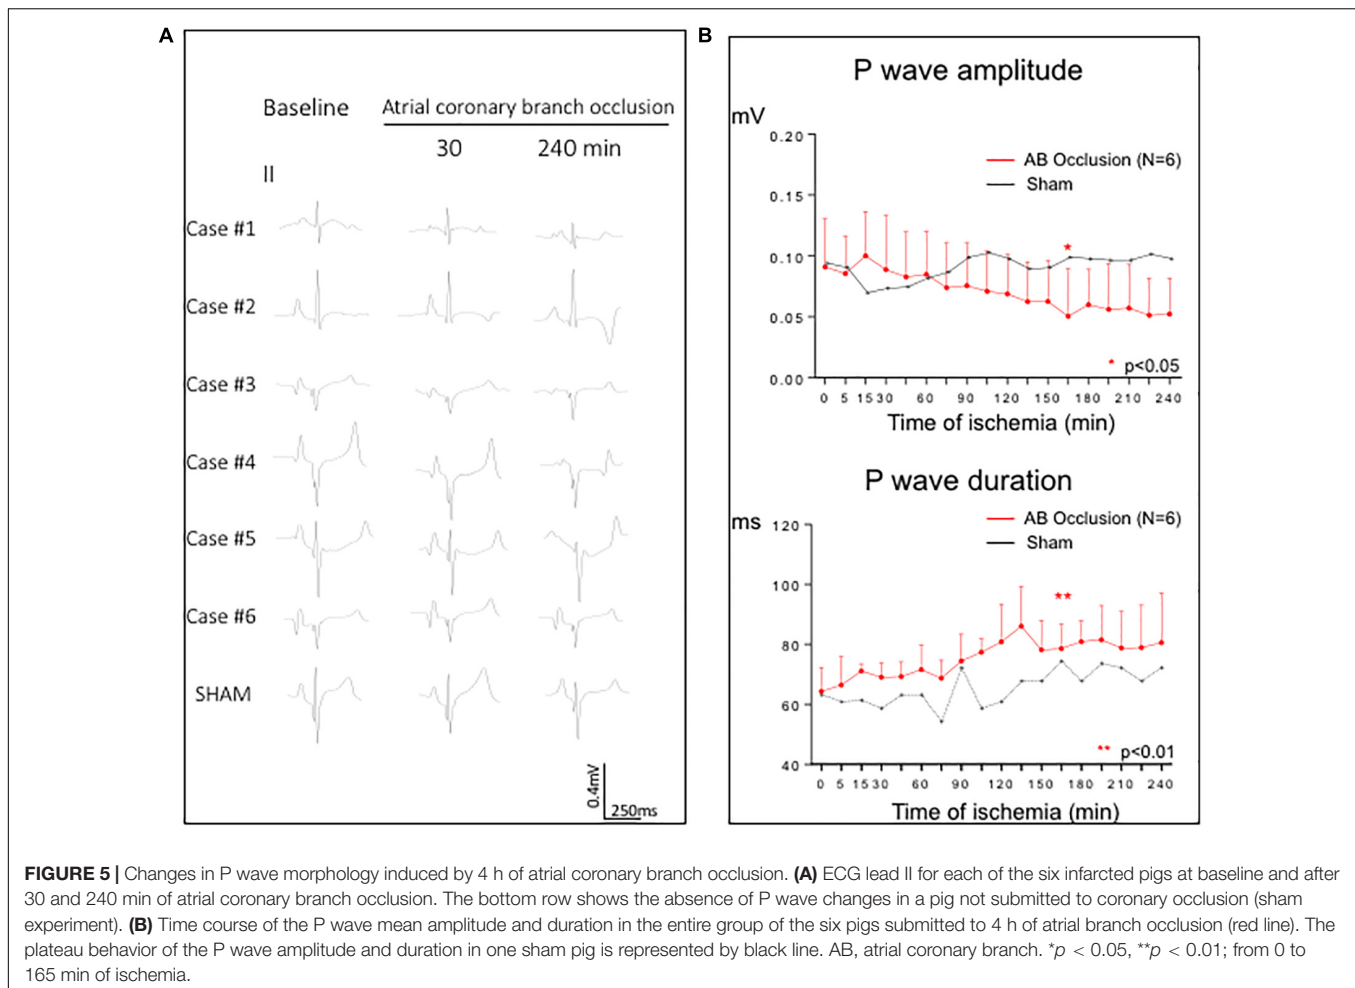 A
Baseline
Atrial coronary branch occlusion
30 240 min
II
Case #1
Case #2
Case #3
Case #4
Case #5
Case #6
SHAM
0.4mV
250ms
B
P wave amplitude
mV
0.20
0.15
0.10
0.05
0.00
AB Occlusion (N=6)
Sham
*
* p<0.05
0 5 15 30 60 90 120 150 180 210 240
Time of ischemia (min)
P wave duration
ms
120
100
80
60
40
AB Occlusion (N=6)
Sham
**
** p<0.01
0 5 15 30 60 90 120 150 180 210 240
Time of ischemia (min)
FIGURE 5 | Changes in P wave morphology induced by 4 h of atrial coronary branch occlusion. (A) ECG lead II for each of the six infarcted pigs at baseline and after
30 and 240 min of atrial coronary branch occlusion. The bottom row shows the absence of P wave changes in a pig not submitted to coronary occlusion (sham
experiment). (B) Time course of the P wave mean amplitude and duration in the entire group of the six pigs submitted to 4 h of atrial branch occlusion (red line). The
plateau behavior of the P wave amplitude and duration in one sham pig is represented by black line. AB, atrial coronary branch. *p < 0.05, **p < 0.01; from 0 to
165 min of ischemia.